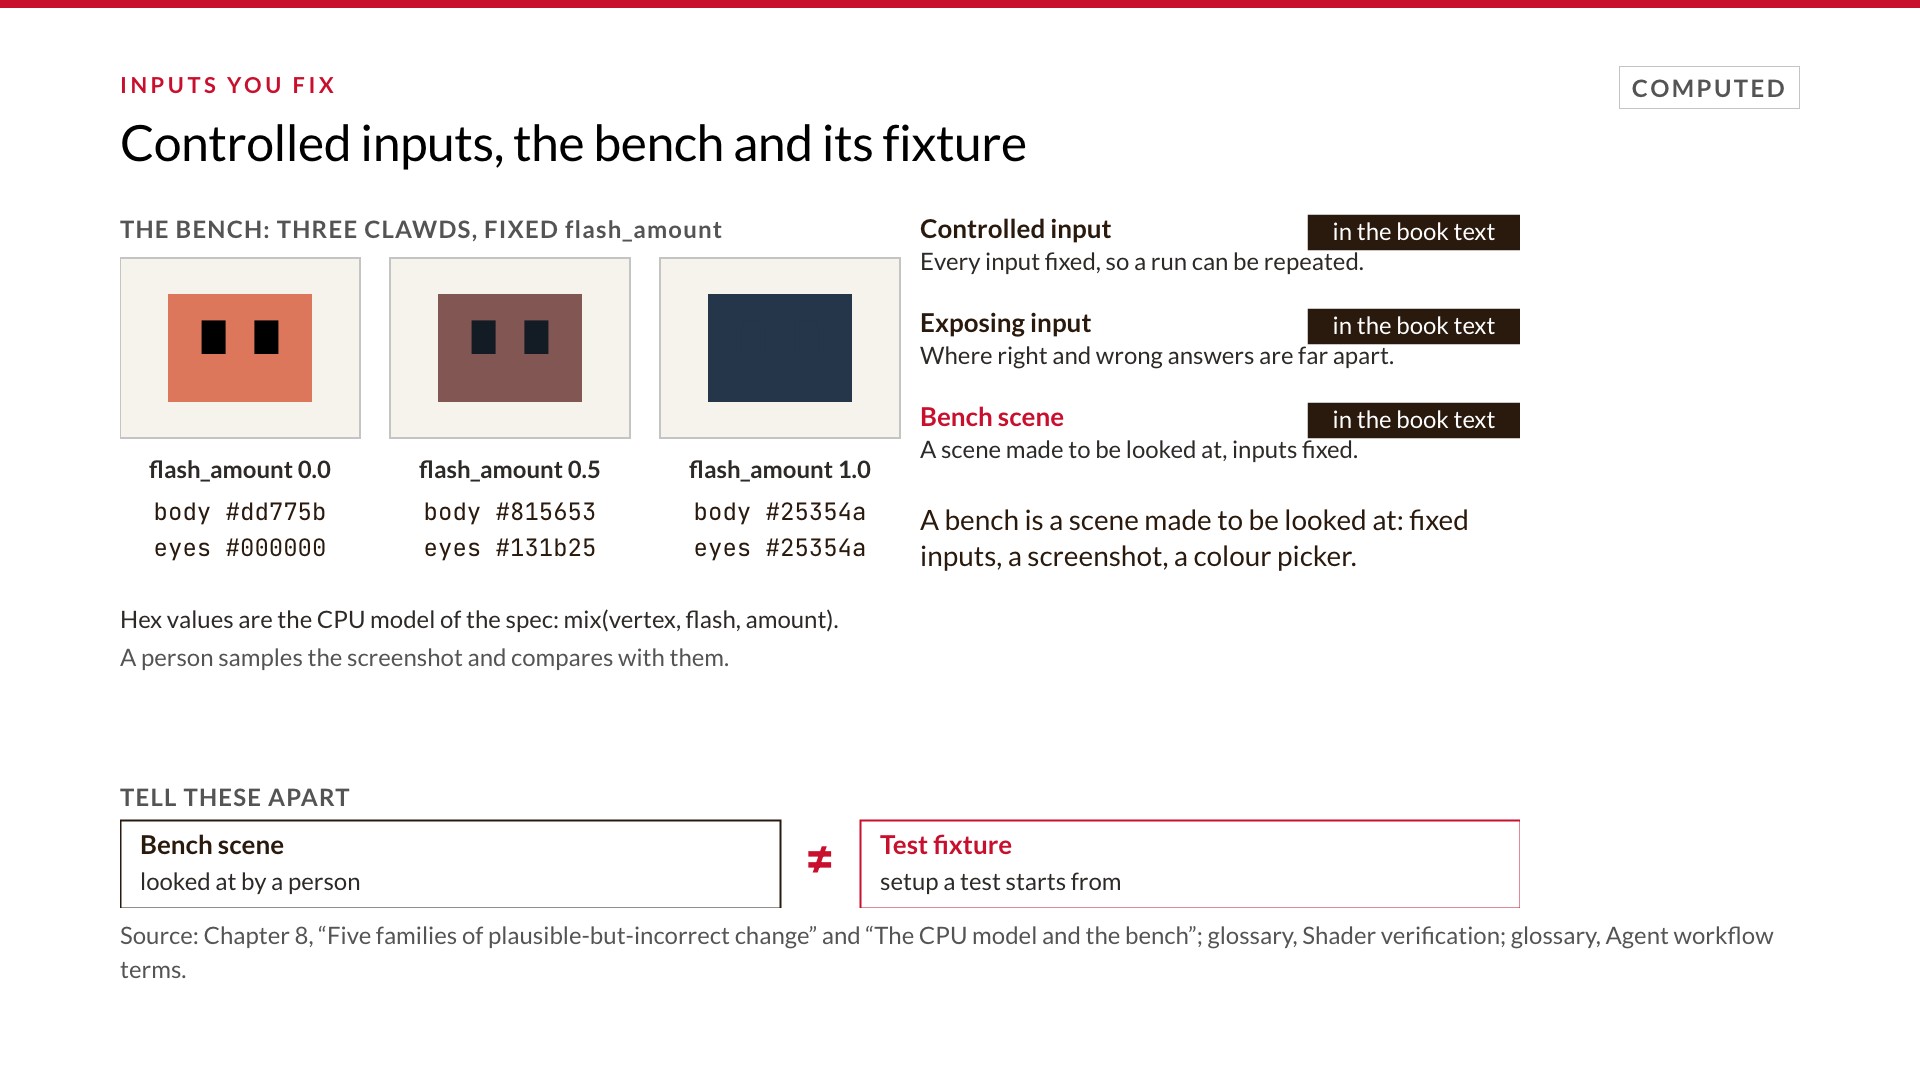 INPUTS YOU FIX
COMPUTED
Controlled inputs, the bench and its fixture
THE BENCH: THREE CLAWDS, FIXED flash_amount
flash_amount 0.0
body #dd775b
eyes #000000
flash_amount 0.5
body #815653
eyes #131b25
flash_amount 1.0
body #25354a
eyes #25354a
Hex values are the CPU model of the spec: mix(vertex, flash, amount).
A person samples the screenshot and compares with them.
Controlled input
in the book text
Every input fixed, so a run can be repeated.
Exposing input
in the book text
Where right and wrong answers are far apart.
Bench scene
in the book text
A scene made to be looked at, inputs fixed.
A bench is a scene made to be looked at: fixed
inputs, a screenshot, a colour picker.
TELL THESE APART
Bench scene
looked at by a person
≠
Test fixture
setup a test starts from
Source: Chapter 8, “Five families of plausible-but-incorrect change” and “The CPU model and the bench”; glossary, Shader verification; glossary, Agent workflow
terms.